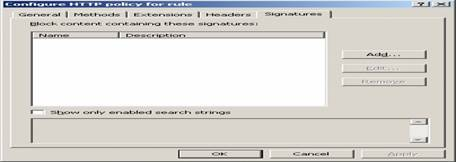 Configure HTTP policy for rule
General Methods Extensions Headers Signatures
Block content containing these signatures:
Name Description
Add...
Edit...
Remove
Show only enabled search strings
OK Cancel Apply